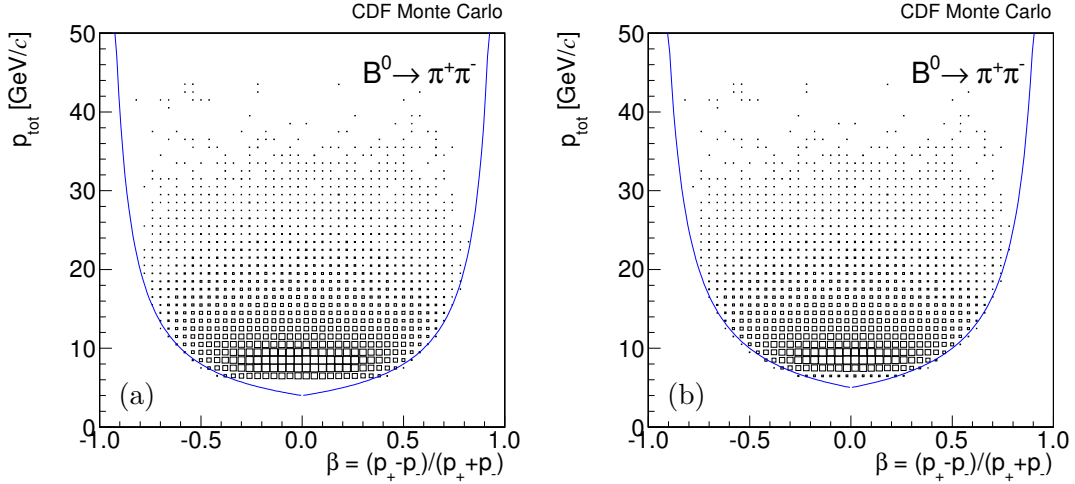 CDF Monte Carlo
p_tot [GeV/c]
50
40
30
20
10
0
B⁰→ π⁺π⁻
(a)
-1.0 -0.5 0.0 0.5 1.0
β = (p₊-p₋)/(p₊+p₋)
CDF Monte Carlo
p_tot [GeV/c]
50
40
30
20
10
0
B⁰→ π⁺π⁻
(b)
-1.0 -0.5 0.0 0.5 1.0
β = (p₊-p₋)/(p₊+p₋)